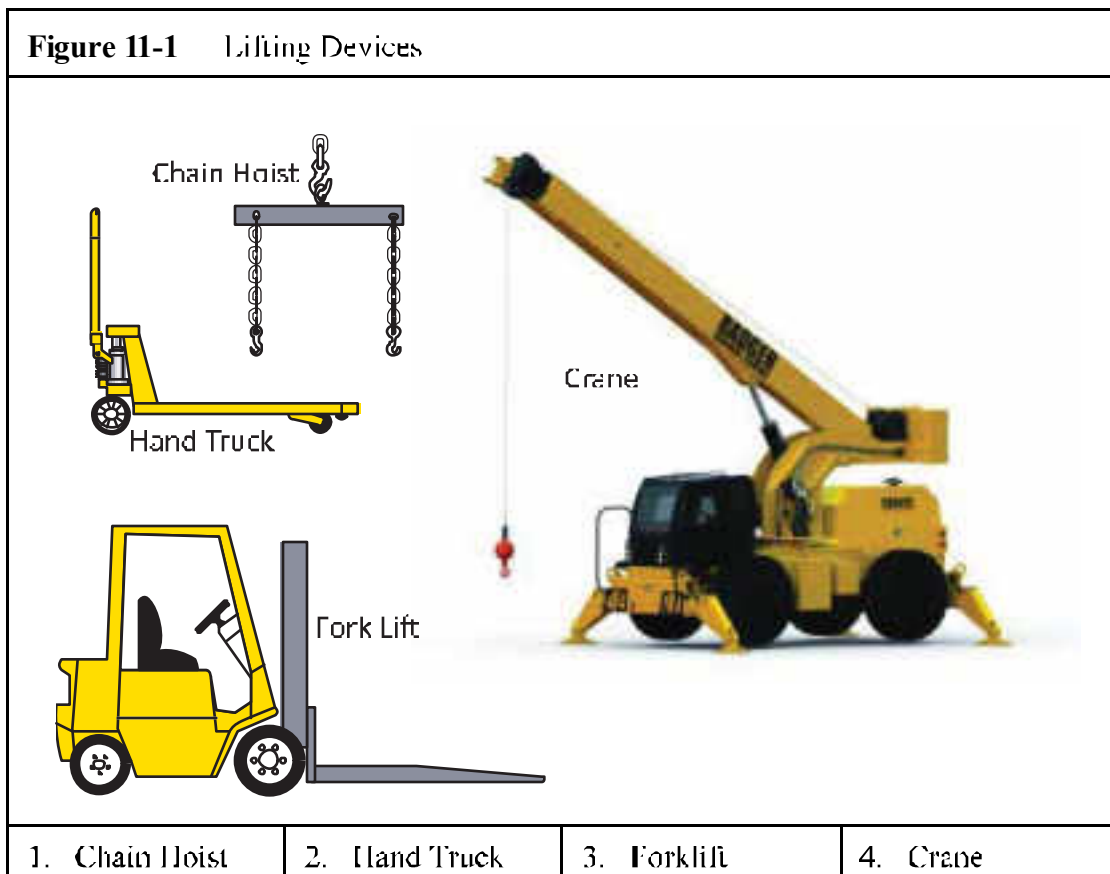 Figure 11-1 Lifting Devices
Chain Hoist
Hand Truck
Crane
BADGER
Fork Lift
1. Chain Hoist 2. Hand Truck 3. Forklift 4. Crane